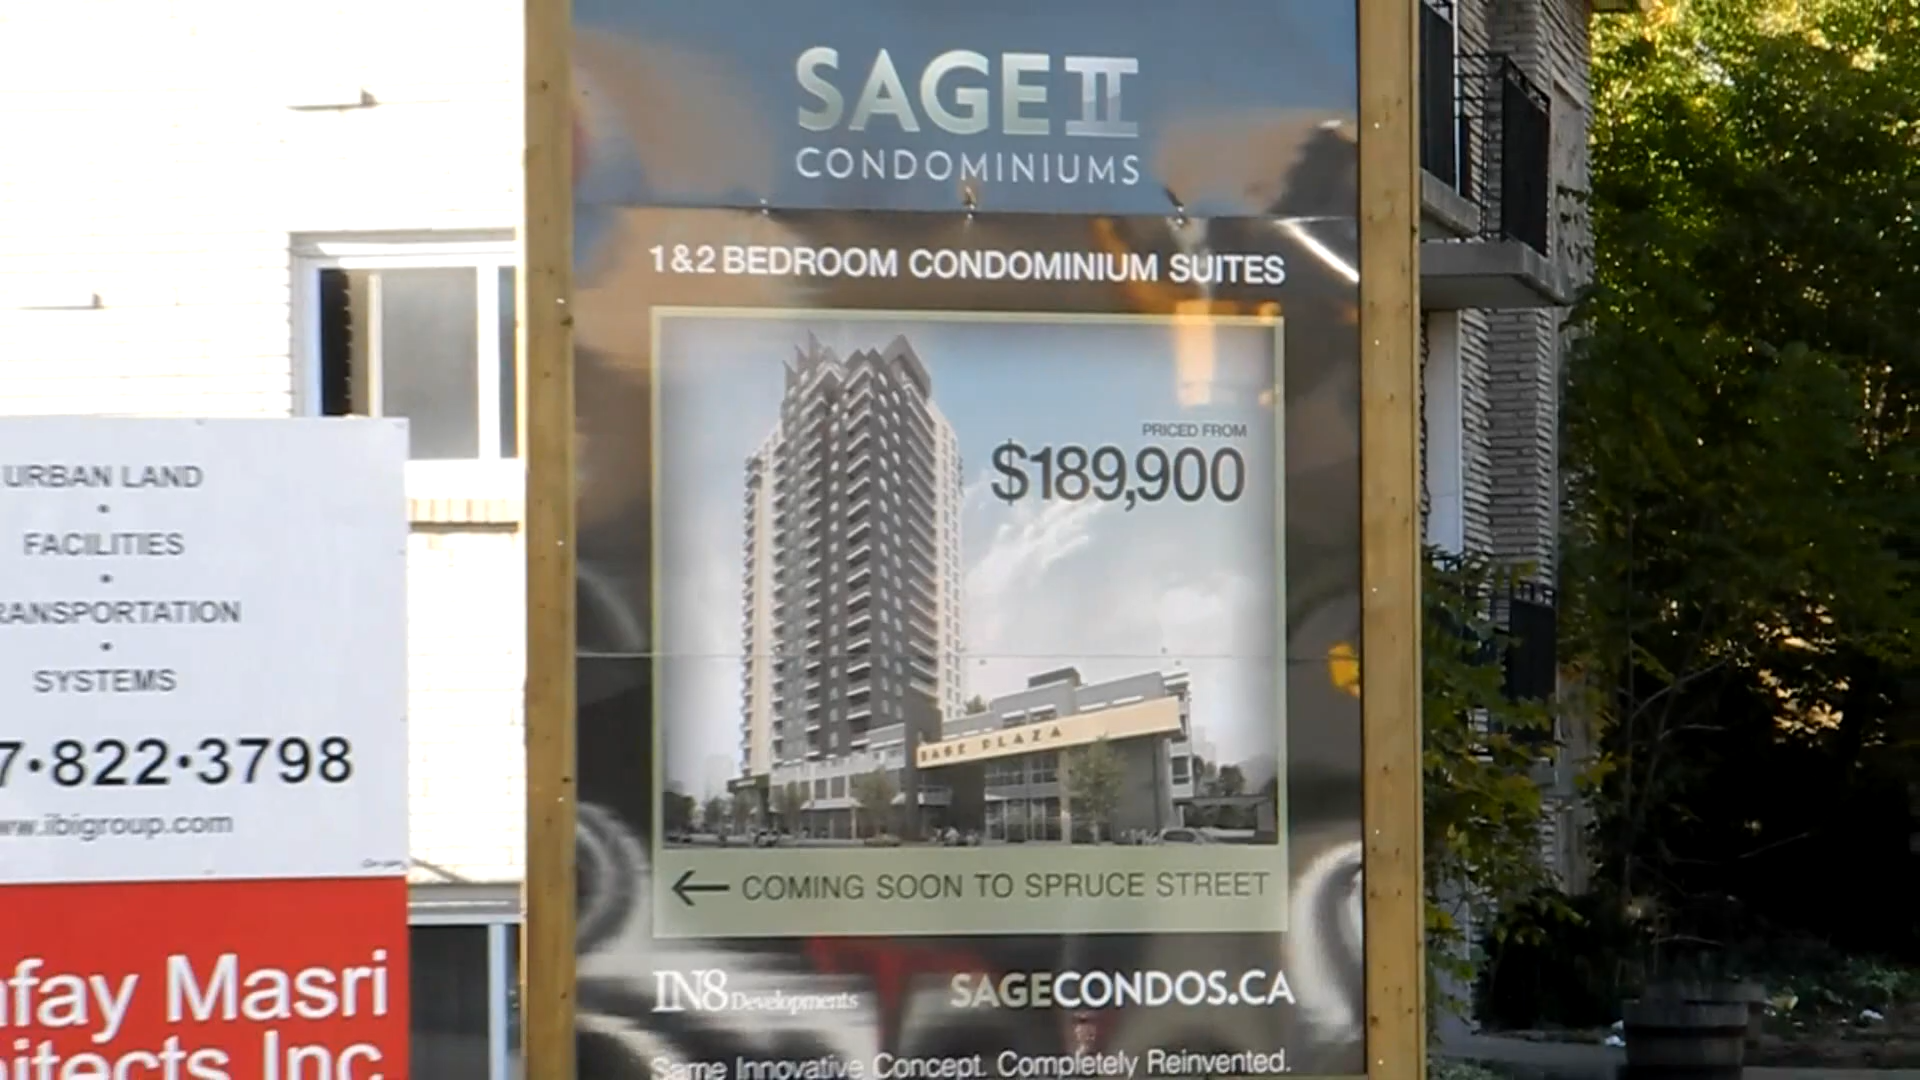 SAGE II
CONDOMINIUMS
1&2 BEDROOM CONDOMINIUM SUITES
PRICED FROM
$189,900
SAGE PLAZA
COMING SOON TO SPRUCE STREET
IN8 Developments
SAGECONDOS.CA
Same Innovative Concept. Completely Reinvented.
URBAN LAND
•
FACILITIES
•
RANSPORTATION
•
SYSTEMS
7•822•3798
ww.ibigroup.com
afay Masri
hitects Inc